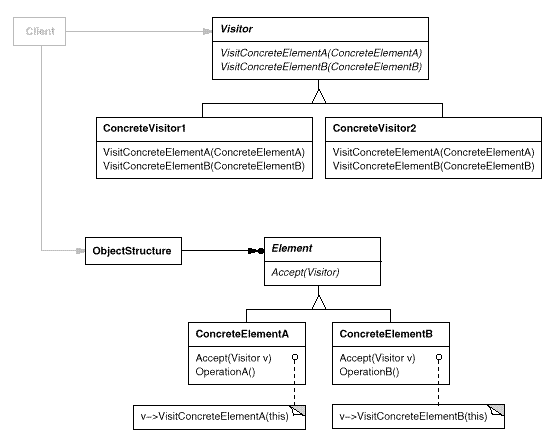 Client
Visitor
VisitConcreteElementA(ConcreteElementA)
VisitConcreteElementB(ConcreteElementB)
ConcreteVisitor1
VisitConcreteElementA(ConcreteElementA)
VisitConcreteElementB(ConcreteElementB)
ConcreteVisitor2
VisitConcreteElementA(ConcreteElementA)
VisitConcreteElementB(ConcreteElementB)
ObjectStructure
Element
Accept(Visitor)
ConcreteElementA
Accept(Visitor v)
OperationA()
ConcreteElementB
Accept(Visitor v)
OperationB()
v–>VisitConcreteElementA(this)
v–>VisitConcreteElementB(this)